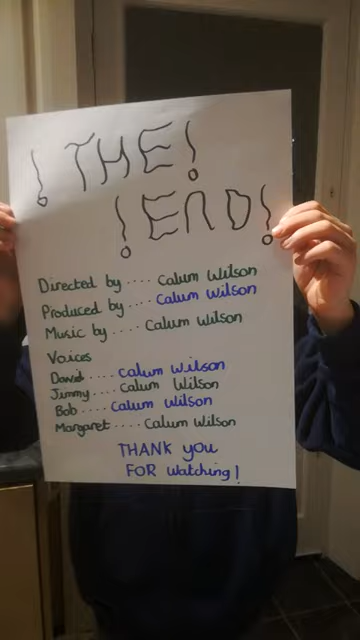 ! THE!
! END!
Directed by .... Calum Wilson
Produced by .... Calum Wilson
Music by .... Calum Wilson
Voices
David .... Calum Wilson
Jimmy .... Calum Wilson
Bob .... Calum Wilson
Margaret .... Calum Wilson
THANK you
FOR watching!